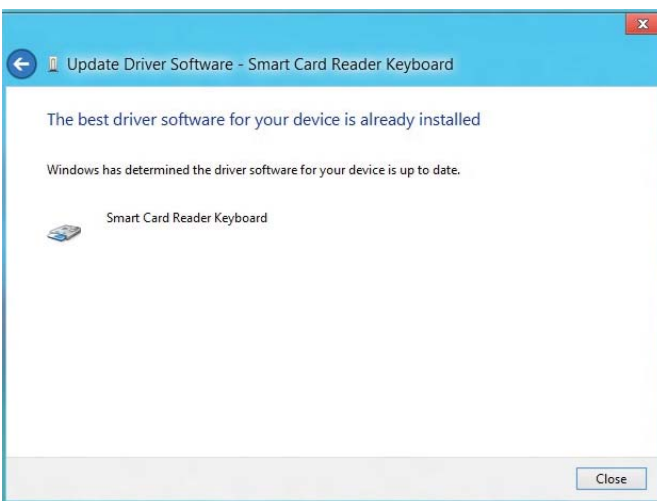 Update Driver Software - Smart Card Reader Keyboard
The best driver software for your device is already installed
Windows has determined the driver software for your device is up to date.
Smart Card Reader Keyboard
Close